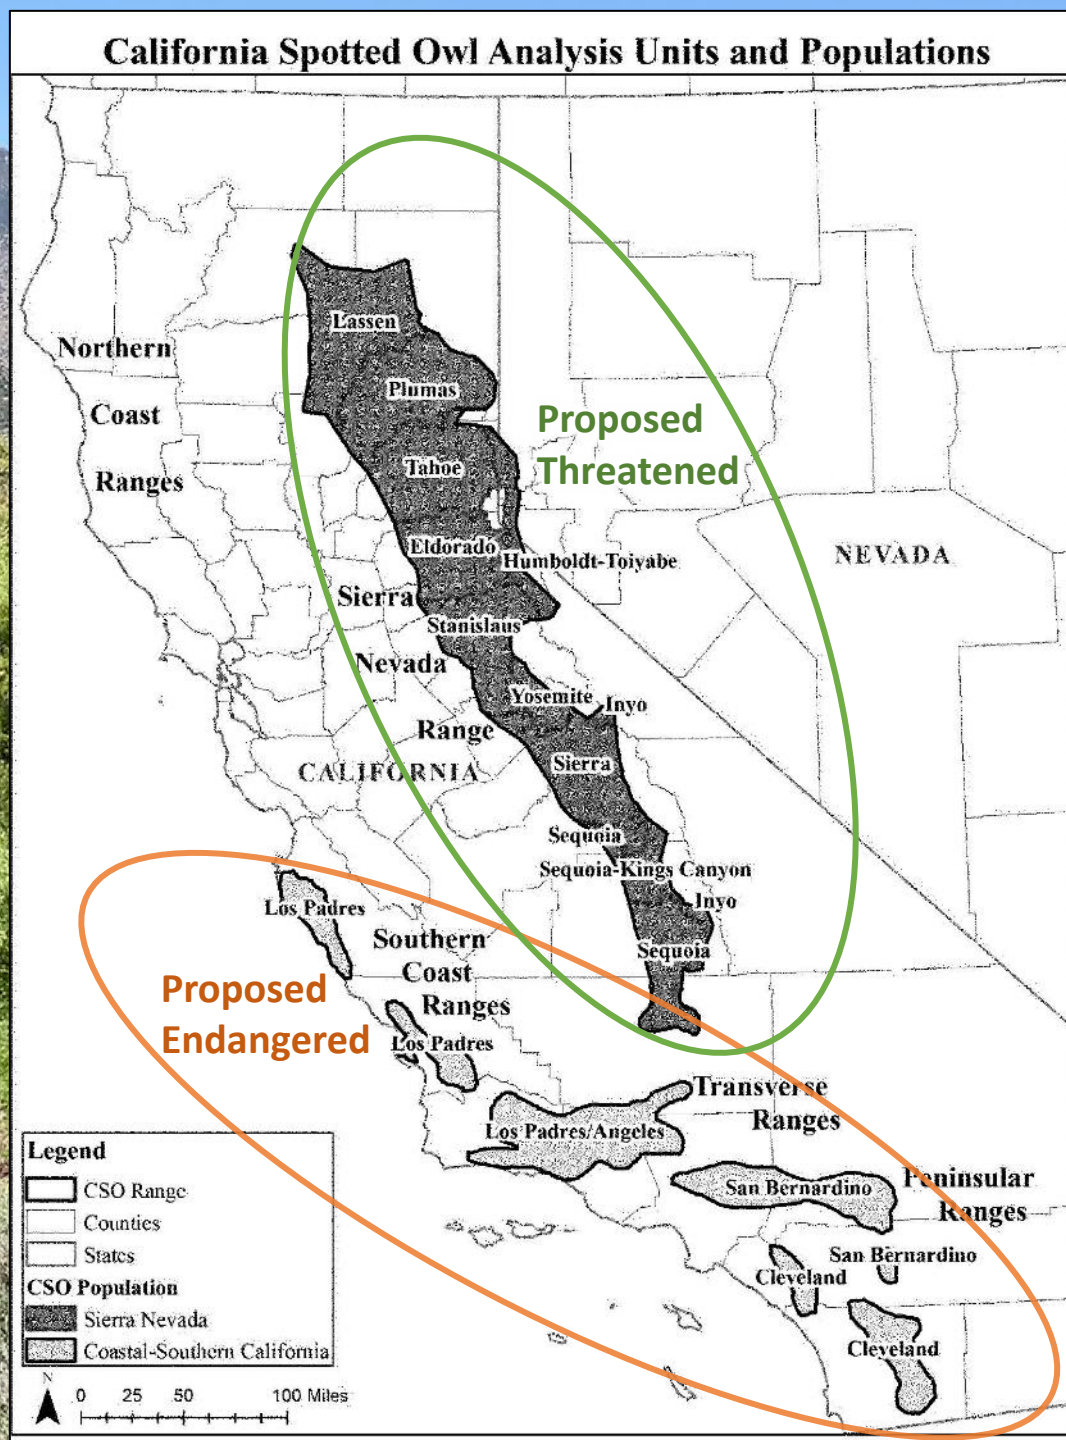 California Spotted Owl Analysis Units and Populations
Lassen
Northern
Coast
Ranges
Plumas
Proposed
Threatened
Tahoe
Eldorado
Humboldt-Toiyabe
NEVADA
Sierra
Nevada
Range
Stanislaus
Yosemite
Inyo
CALIFORNIA
Sierra
Sequoia
Sequoia-Kings Canyon
Inyo
Sequoia
Los Padres
Southern
Coast
Ranges
Proposed
Endangered
Los Padres
Transverse
Ranges
Los Padres/Angeles
San Bernardino
Peninsular
Ranges
San Bernardino
Cleveland
Cleveland
Legend
CSO Range
Counties
States
CSO Population
Sierra Nevada
Coastal-Southern California
N
0 25 50 100 Miles